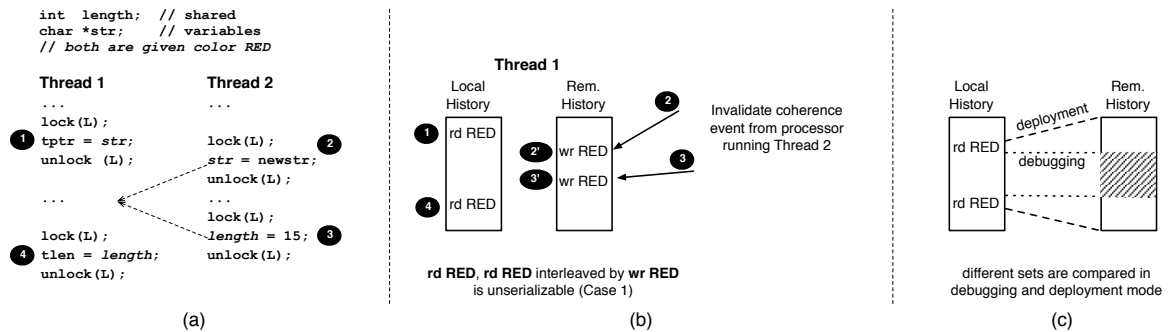 int length; // shared
char *str; // variables
// both are given color RED
Thread 1
...
lock(L);
1 tptr = str;
unlock (L);
...
lock(L);
4 tlen = length;
unlock(L);
Thread 2
...
lock(L);
str = newstr; 2
unlock(L);
...
lock(L);
length = 15; 3
unlock(L);
(a)
Thread 1
Local
History
Rem.
History
1 rd RED
4 rd RED
2' wr RED
3' wr RED
2
3
Invalidate coherence
event from processor
running Thread 2
rd RED, rd RED interleaved by wr RED
is unserializable (Case 1)
(b)
Local
History
Rem.
History
rd RED
rd RED
deployment
debugging
different sets are compared in
debugging and deployment mode
(c)